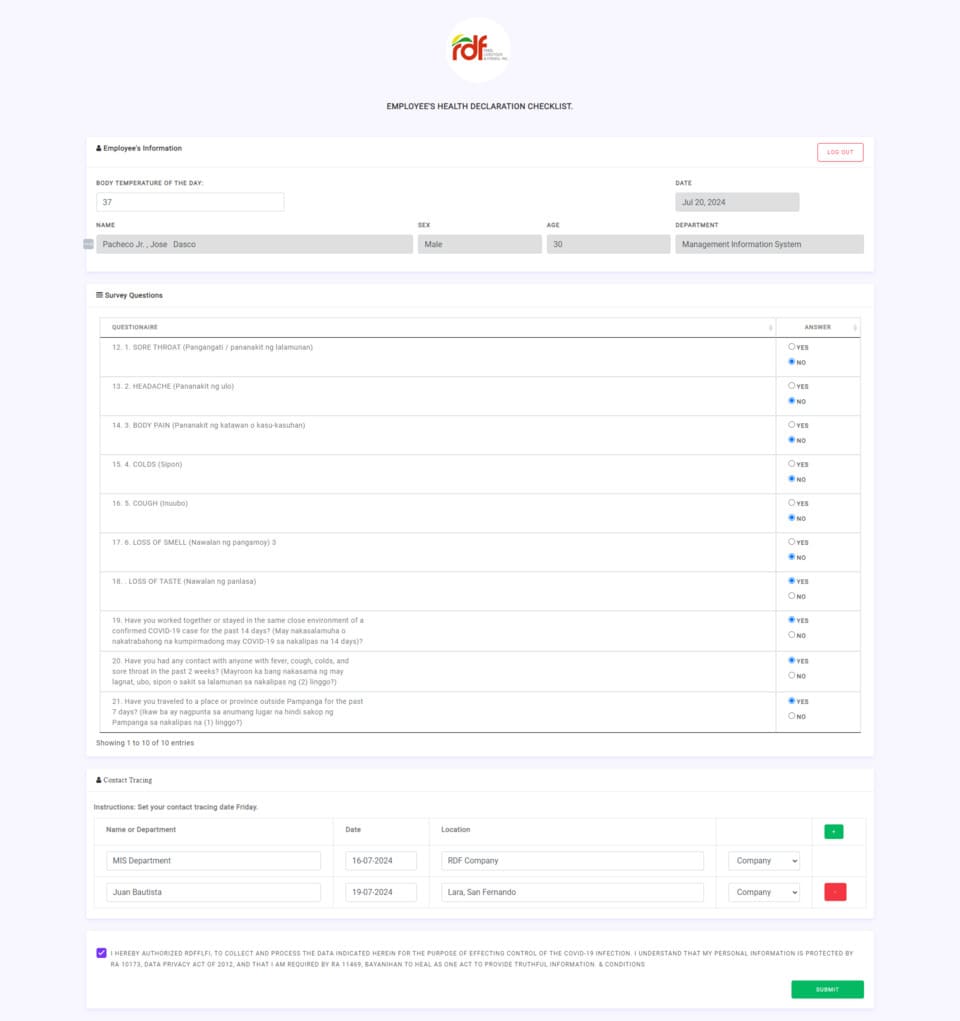 rdf
EMPLOYEE'S HEALTH DECLARATION CHECKLIST.
Employee's Information
LOG OUT
BODY TEMPERATURE OF THE DAY:
DATE
37
Jul 20, 2024
NAME
SEX
AGE
DEPARTMENT
Pacheco Jr. , Jose Dasco
Male
30
Management Information System
Survey Questions
QUESTIONAIRE
ANSWER
12. 1. SORE THROAT (Pangangati / pananakit ng lalamunan)
YES
NO
13. 2. HEADACHE (Pananakit ng ulo)
YES
NO
14. 3. BODY PAIN (Pananakit ng katawan o kasu-kasuhan)
YES
NO
15. 4. COLDS (Sipon)
YES
NO
16. 5. COUGH (Inuubo)
YES
NO
17. 6. LOSS OF SMELL (Nawalan ng pangamoy) 3
YES
NO
18. . LOSS OF TASTE (Nawalan ng panlasa)
YES
NO
19. Have you worked together or stayed in the same close environment of a
confirmed COVID-19 case for the past 14 days? (May nakasalamuha o
nakatrabahong na kumpirmadong may COVID-19 sa nakalipas na 14 days)?
YES
NO
20. Have you had any contact with anyone with fever, cough, colds, and
sore throat in the past 2 weeks? (Mayroon ka bang nakasama ng may
lagnat, ubo, sipon o sakit sa lalamunan sa nakalipas ng (2) linggo?)
YES
NO
21. Have you traveled to a place or province outside Pampanga for the past
7 days? (Ikaw ba ay nagpunta sa anumang lugar na hindi sakop ng
Pampanga sa nakalipas na (1) linggo?)
YES
NO
Showing 1 to 10 of 10 entries
Contact Tracing
Instructions: Set your contact tracing date Friday.
Name or Department
Date
Location
+
MIS Department
16-07-2024
RDF Company
Company
Juan Bautista
19-07-2024
Lara, San Fernando
Company
-
I HEREBY AUTHORIZED RDFFLFI, TO COLLECT AND PROCESS THE DATA INDICATED HEREIN FOR THE PURPOSE OF EFFECTING CONTROL OF THE COVID-19 INFECTION. I UNDERSTAND THAT MY PERSONAL INFORMATION IS PROTECTED BY
RA 10173, DATA PRIVACY ACT OF 2012, AND THAT I AM REQUIRED BY RA 11469, BAYANIHAN TO HEAL AS ONE ACT TO PROVIDE TRUTHFUL INFORMATION. & CONDITIONS
SUBMIT